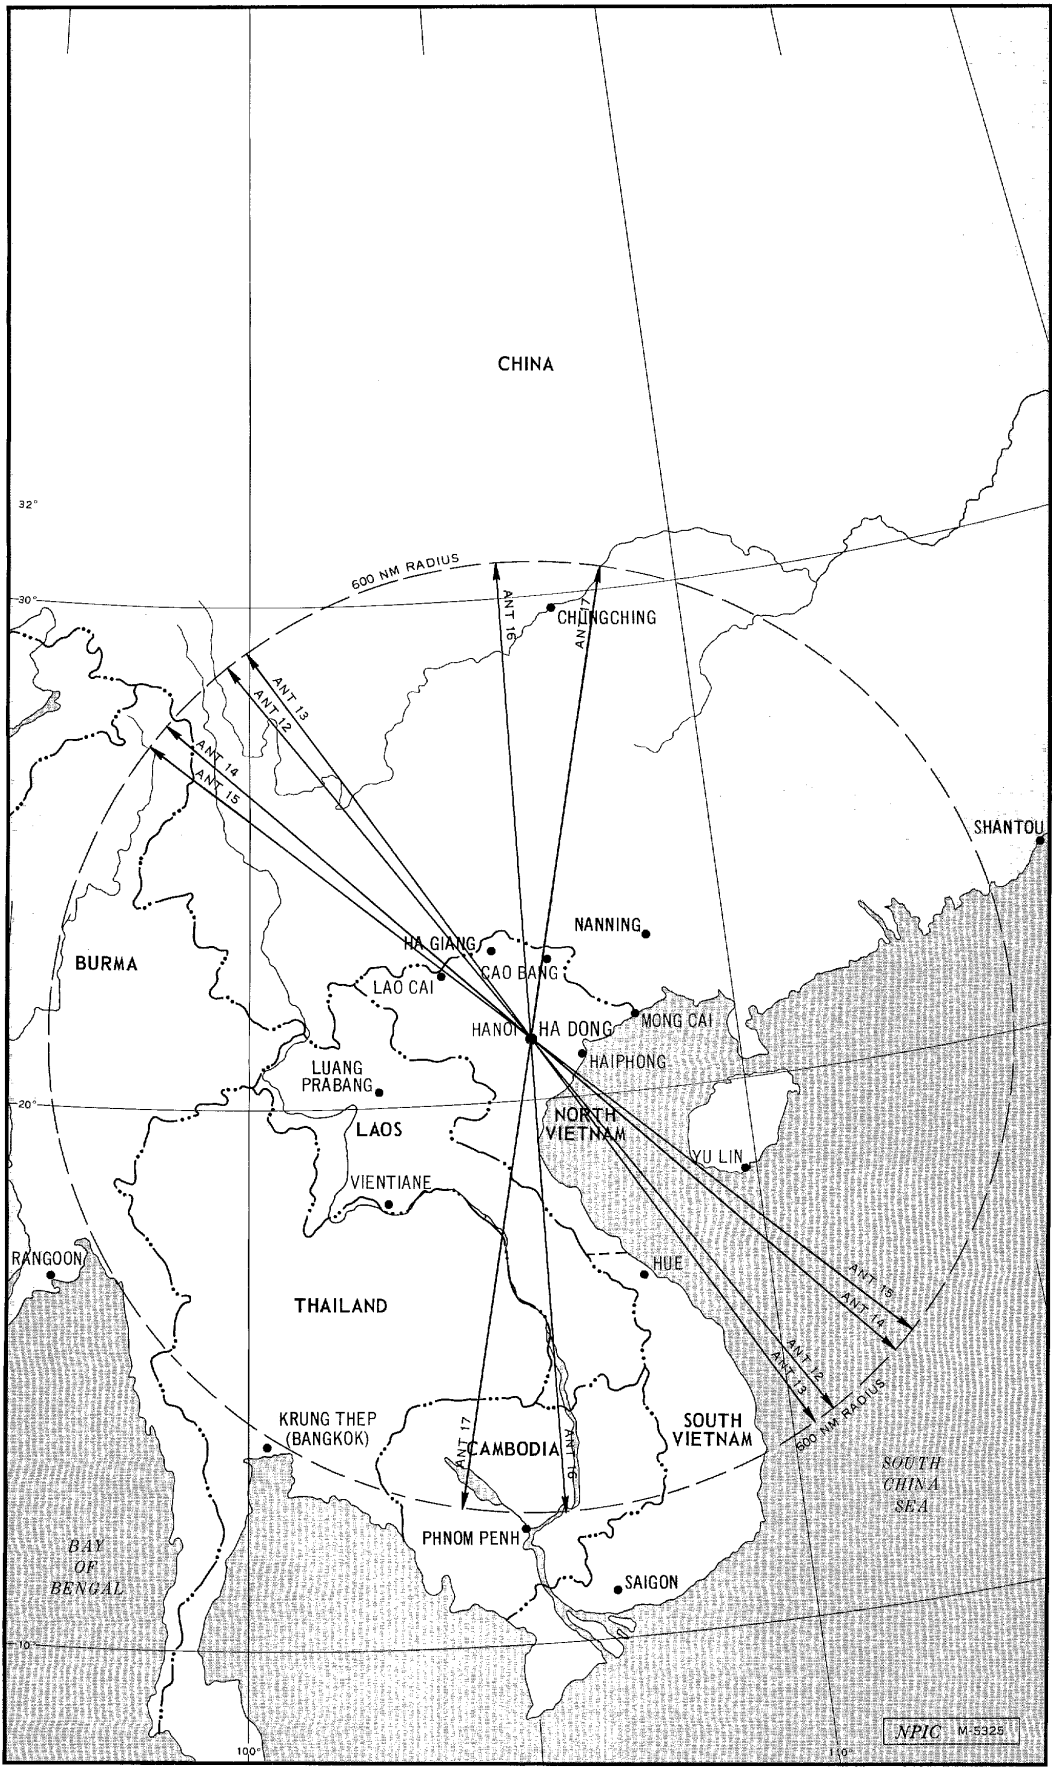 CHINA
32°
600 NM RADIUS
30°
ANT 16
ANT 17
CHUNGCHING
ANT 13
ANT 12
ANT 14
ANT 15
SHANTOU
NANNING
HA GIANG
CAO BANG
BURMA
LAO CAI
MONG CAI
HANOI
HA DONG
HAIPHONG
LUANG
PRABANG
20°
NORTH
VIETNAM
LAOS
YU LIN
VIENTIANE
RANGOON
HUE
ANT 15
ANT 14
THAILAND
ANT 12
ANT 13
600 NM RADIUS
KRUNG THEP
(BANGKOK)
SOUTH
VIETNAM
ANT 17
CAMBODIA
ANT 16
SOUTH
CHINA
SEA
PHNOM PENH
BAY
OF
BENGAL
SAIGON
10°
NPIC M-5325
100°
110°